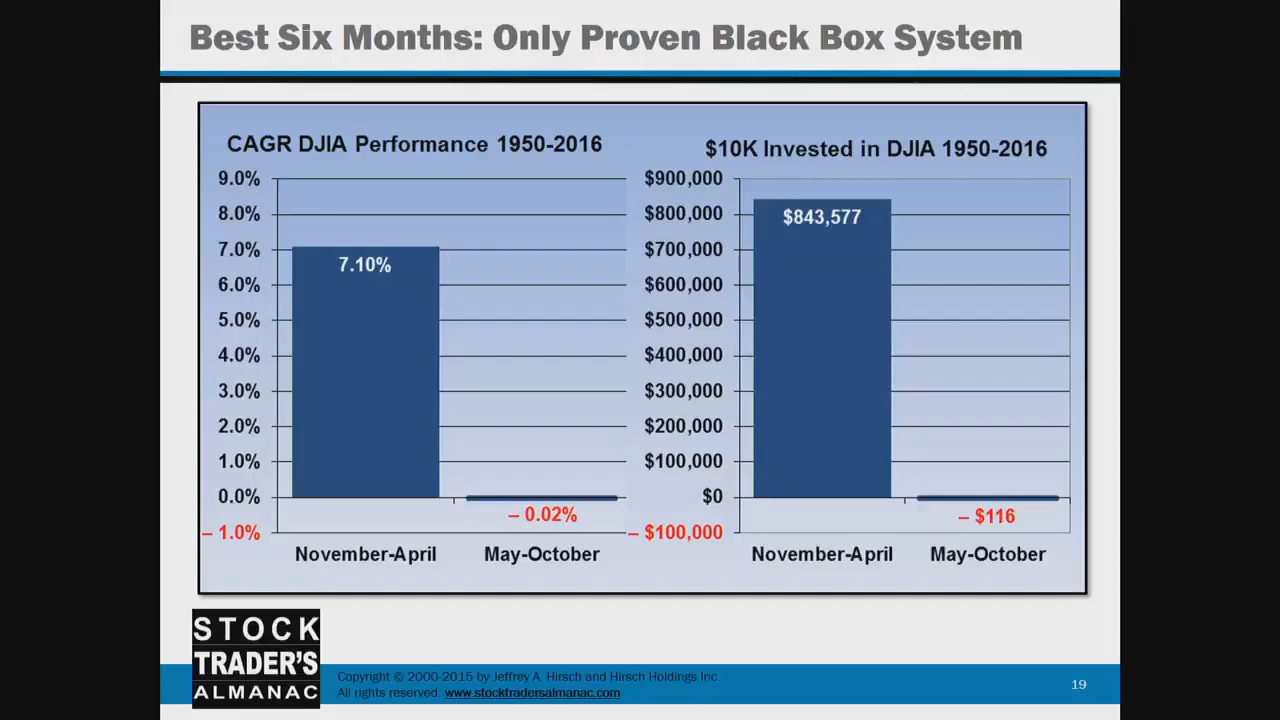 Best Six Months: Only Proven Black Box System
CAGR DJIA Performance 1950-2016
9.0%
8.0%
7.0%
6.0%
5.0%
4.0%
3.0%
2.0%
1.0%
0.0%
– 1.0%
7.10%
– 0.02%
November-April
May-October
$10K Invested in DJIA 1950-2016
$900,000
$800,000
$700,000
$600,000
$500,000
$400,000
$300,000
$200,000
$100,000
$0
– $100,000
$843,577
– $116
November-April
May-October
STOCK
TRADER'S
ALMANAC
Copyright © 2000-2015 by Jeffrey A. Hirsch and Hirsch Holdings Inc.
All rights reserved. www.stocktradersalmanac.com
19